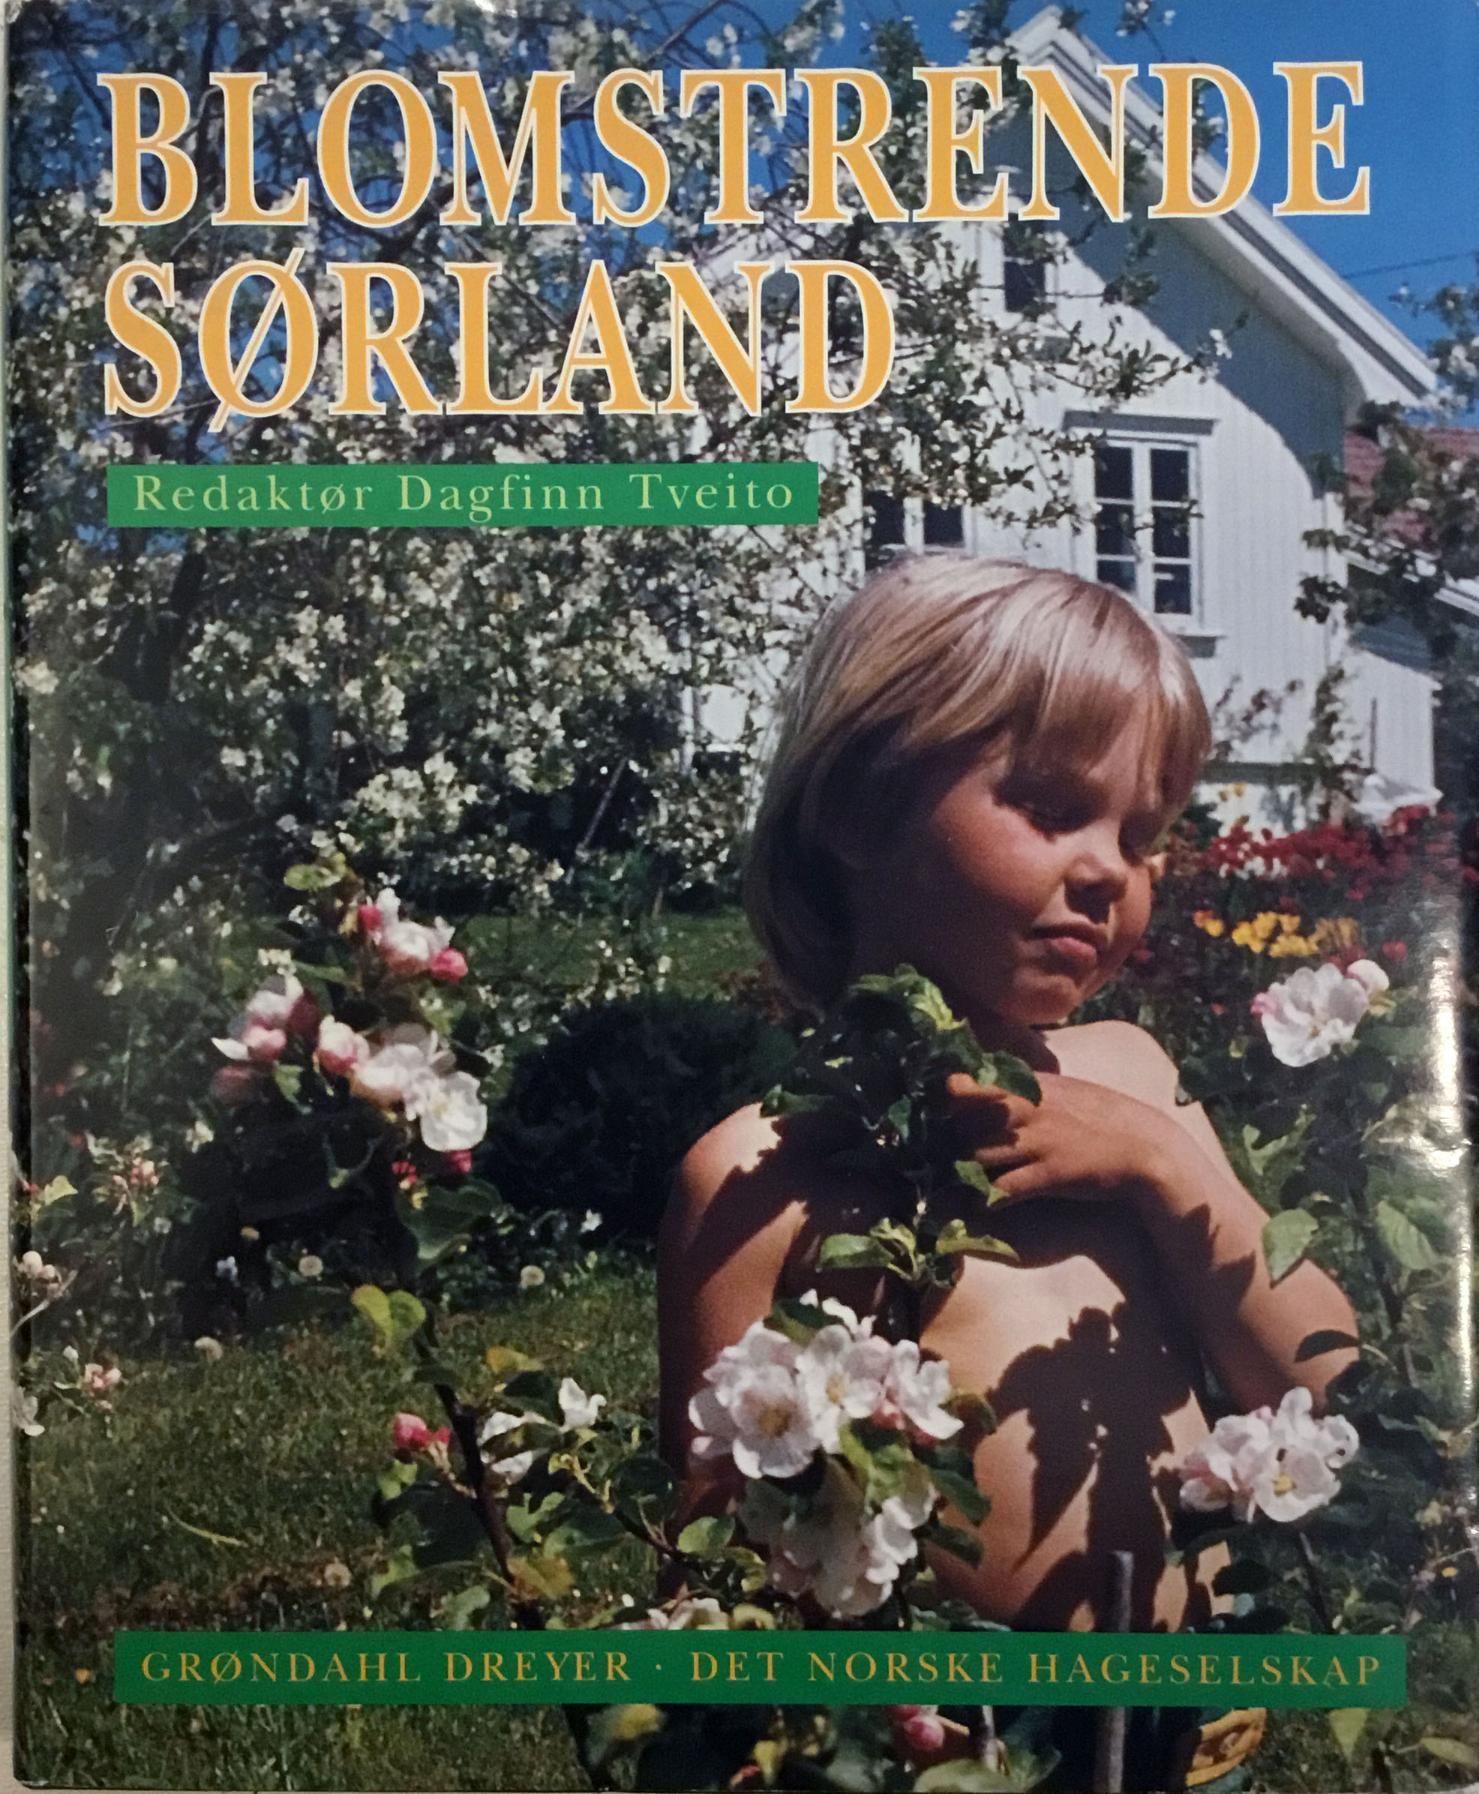 BLOMSTRENDE
SØRLAND
Redaktør Dagfinn Tveito
GRØNDAHL DREYER · DET NORSKE HAGESELSKAP